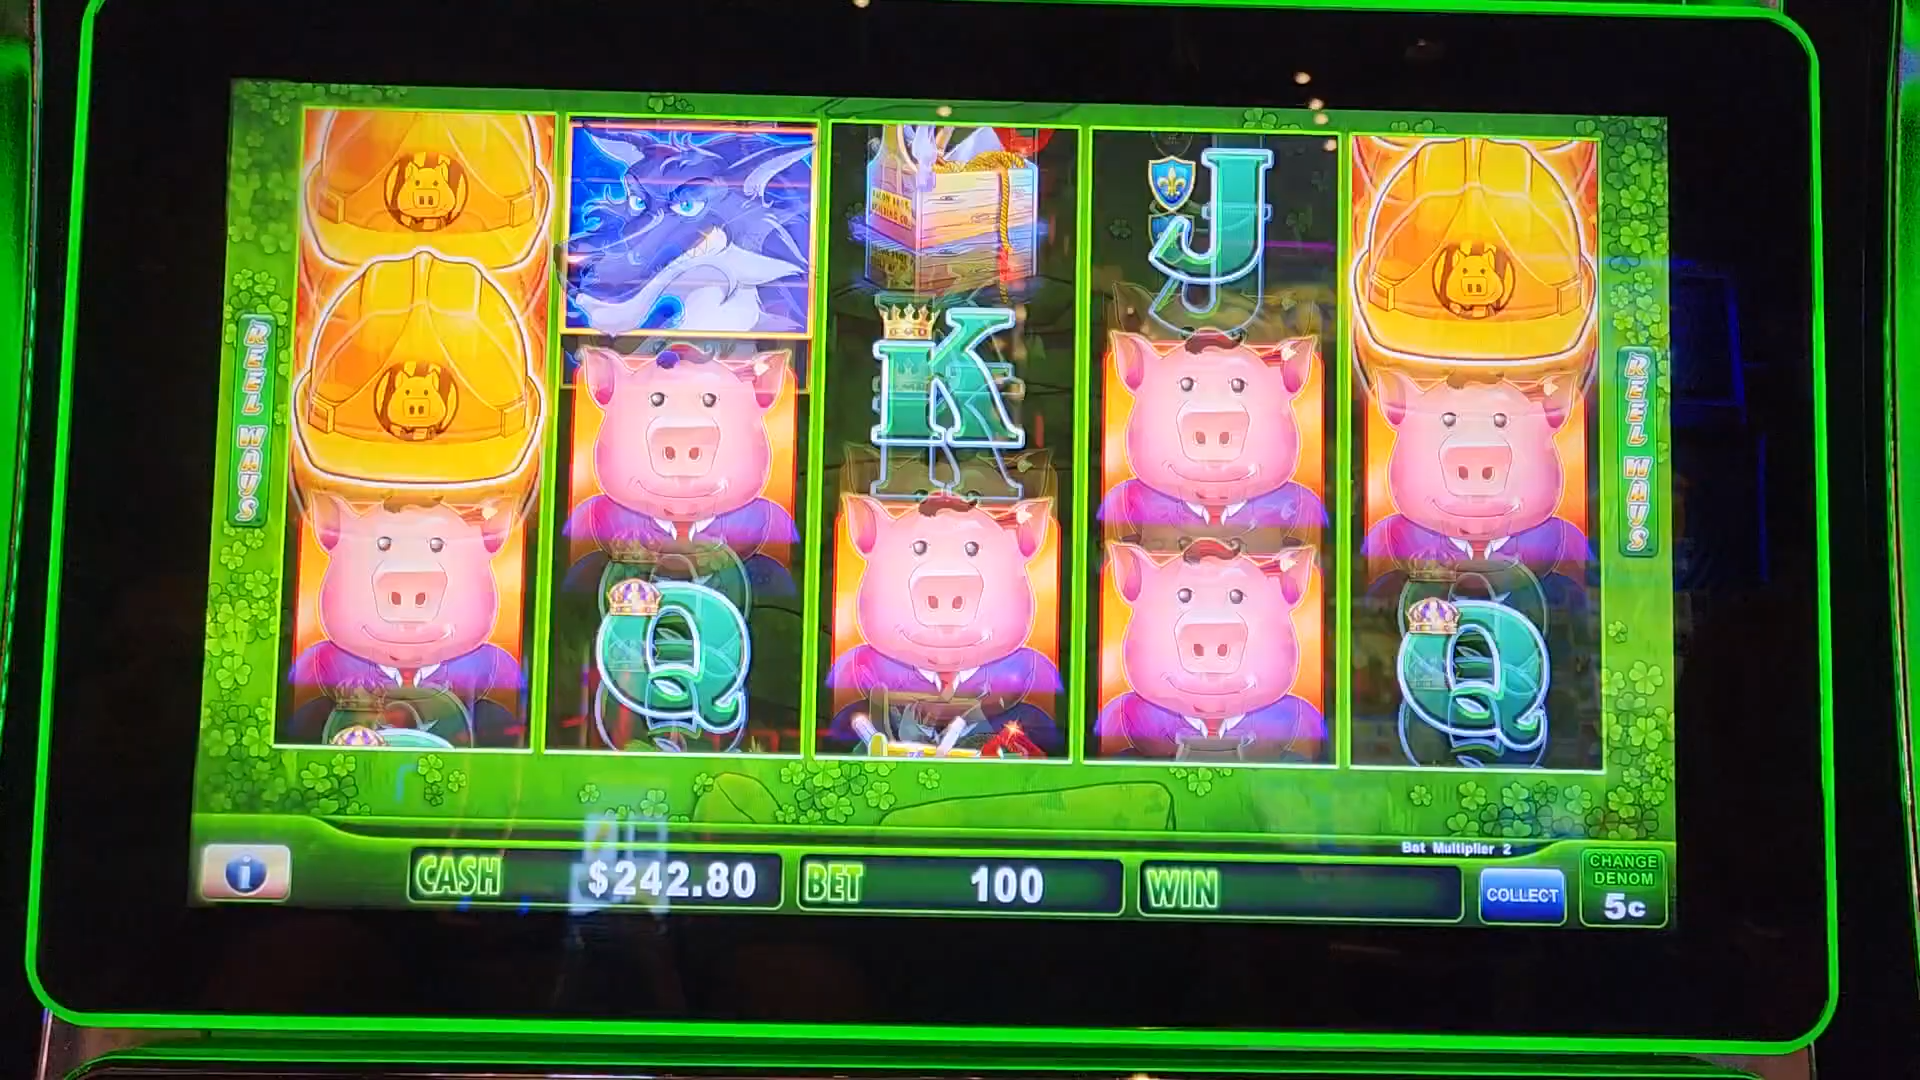 J
K
REEL WAYS
REEL WAYS
Q
Q
Bet Multiplier 2
CASH $242.80 BET 100 WIN COLLECT
CHANGE
DENOM
5c